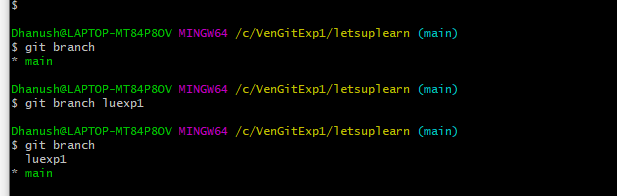 $
Dhanush@LAPTOP-MT84P8OV MINGW64 /c/VenGitExp1/letsuplearn (main)
$ git branch
* main
Dhanush@LAPTOP-MT84P8OV MINGW64 /c/VenGitExp1/letsuplearn (main)
$ git branch luexp1
Dhanush@LAPTOP-MT84P8OV MINGW64 /c/VenGitExp1/letsuplearn (main)
$ git branch
  luexp1
* main